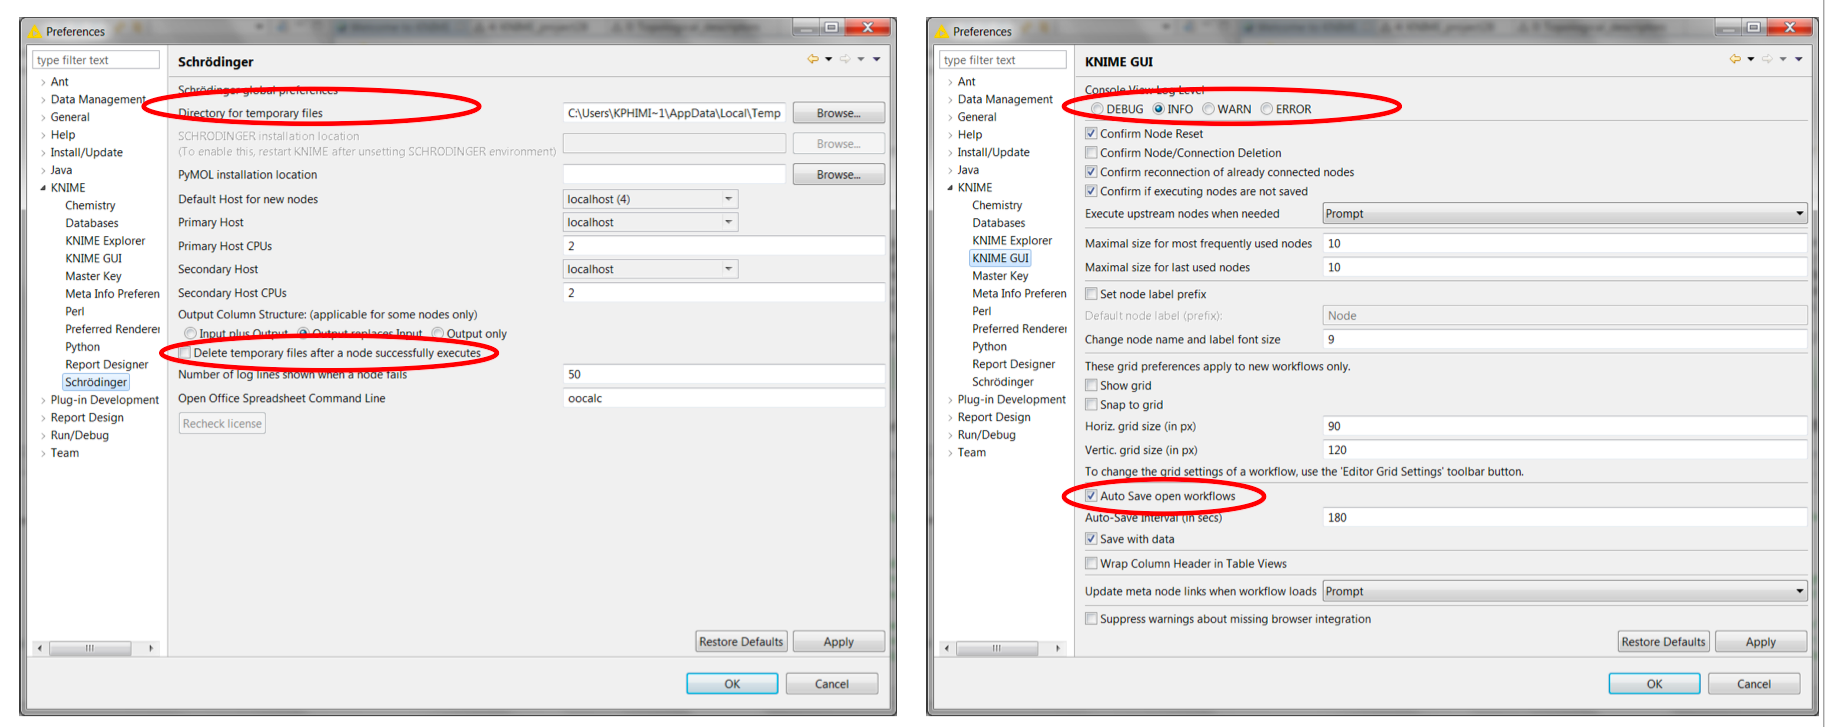 Preferences
type filter text
Schrödinger
Ant
Data Management
General
Help
Install/Update
Java
KNIME
Chemistry
Databases
KNIME Explorer
KNIME GUI
Master Key
Meta Info Preferen
Perl
Preferred Renderer
Python
Report Designer
Schrödinger
Plug-in Development
Report Design
Run/Debug
Team
Schrödinger global preferences
Directory for temporary files C:\Users\KPHIMI~1\AppData\Local\Temp Browse...
SCHRODINGER installation location
(To enable this, restart KNIME after unsetting SCHRODINGER environment) Browse...
PyMOL installation location Browse...
Default Host for new nodes localhost (4)
Primary Host localhost
Primary Host CPUs 2
Secondary Host localhost
Secondary Host CPUs 2
Output Column Structure: (applicable for some nodes only)
Input plus Output Output replaces Input Output only
Delete temporary files after a node successfully executes
Number of log lines shown when a node fails 50
Open Office Spreadsheet Command Line oocalc
Recheck license
Restore Defaults Apply
OK Cancel
Preferences
type filter text
KNIME GUI
Ant
Data Management
General
Help
Install/Update
Java
KNIME
Chemistry
Databases
KNIME Explorer
KNIME GUI
Master Key
Meta Info Preferen
Perl
Preferred Renderer
Python
Report Designer
Schrödinger
Plug-in Development
Report Design
Run/Debug
Team
Console View Log Level
DEBUG INFO WARN ERROR
Confirm Node Reset
Confirm Node/Connection Deletion
Confirm reconnection of already connected nodes
Confirm if executing nodes are not saved
Execute upstream nodes when needed Prompt
Maximal size for most frequently used nodes 10
Maximal size for last used nodes 10
Set node label prefix
Default node label (prefix): Node
Change node name and label font size 9
These grid preferences apply to new workflows only.
Show grid
Snap to grid
Horiz. grid size (in px) 90
Vertic. grid size (in px) 120
To change the grid settings of a workflow, use the 'Editor Grid Settings' toolbar button.
Auto Save open workflows
Auto-Save Interval (in secs) 180
Save with data
Wrap Column Header in Table Views
Update meta node links when workflow loads Prompt
Suppress warnings about missing browser integration
Restore Defaults Apply
OK Cancel